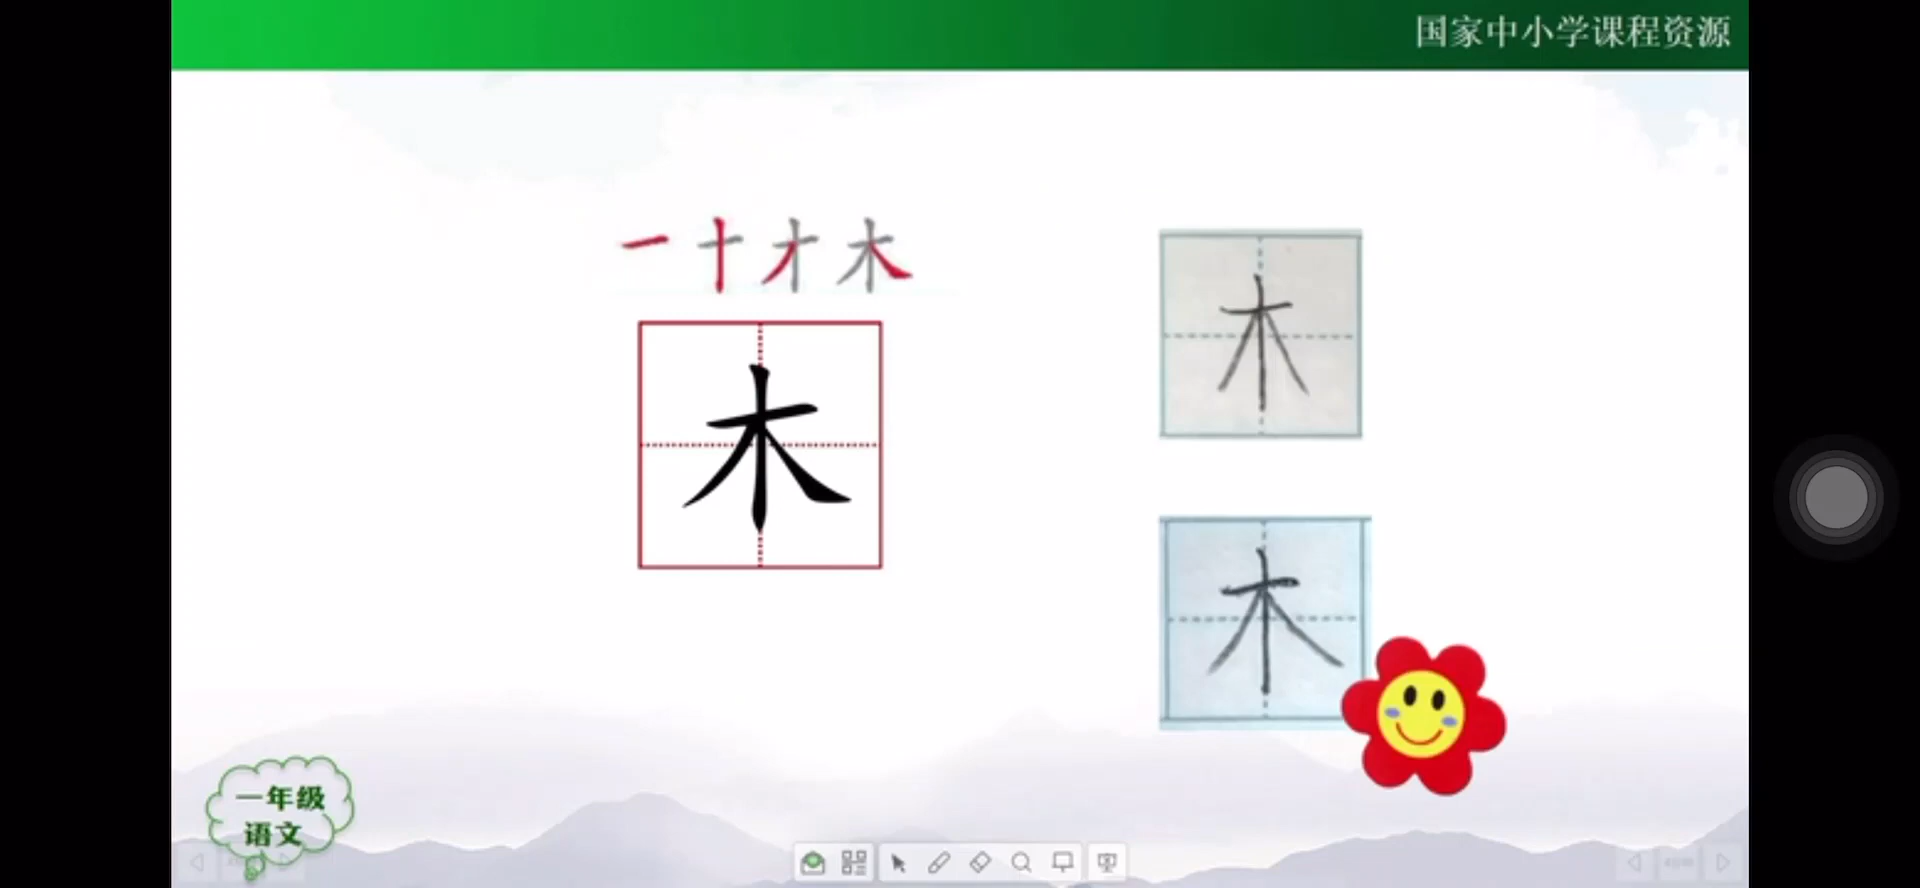 国家中小学课程资源
一十才木
木
木
木
一年级
语文